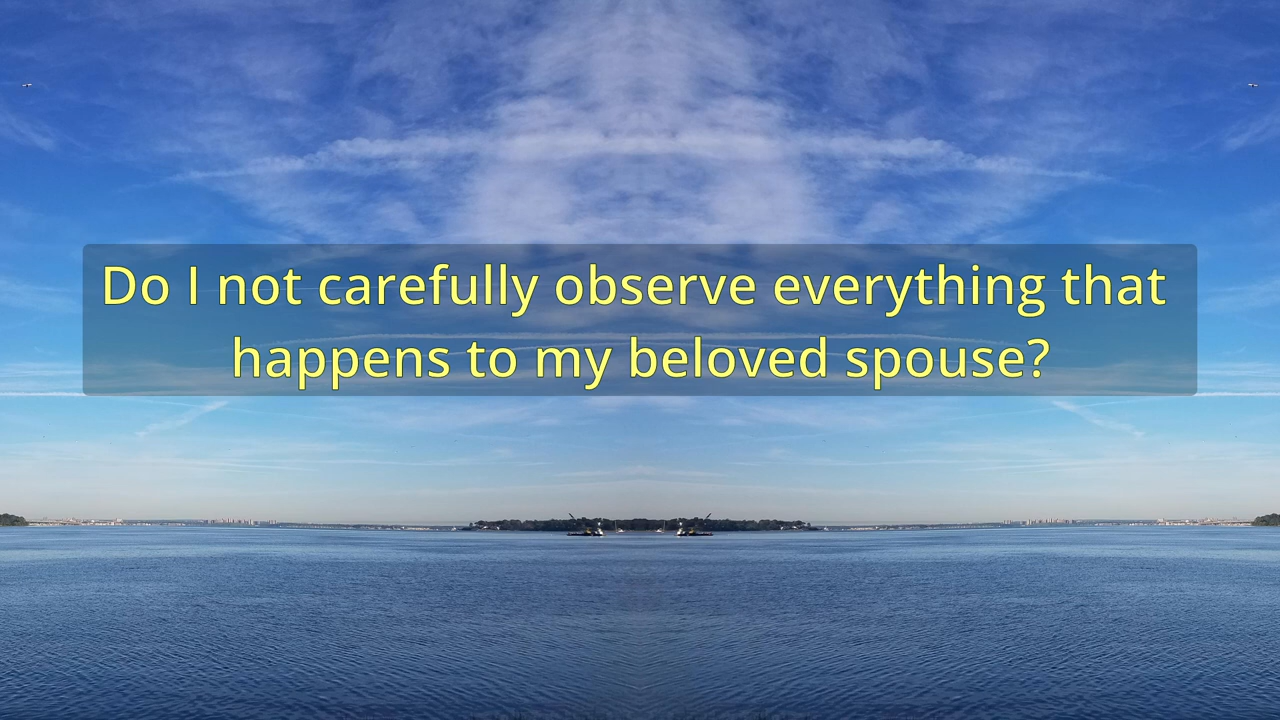 Do I not carefully observe everything that
happens to my beloved spouse?